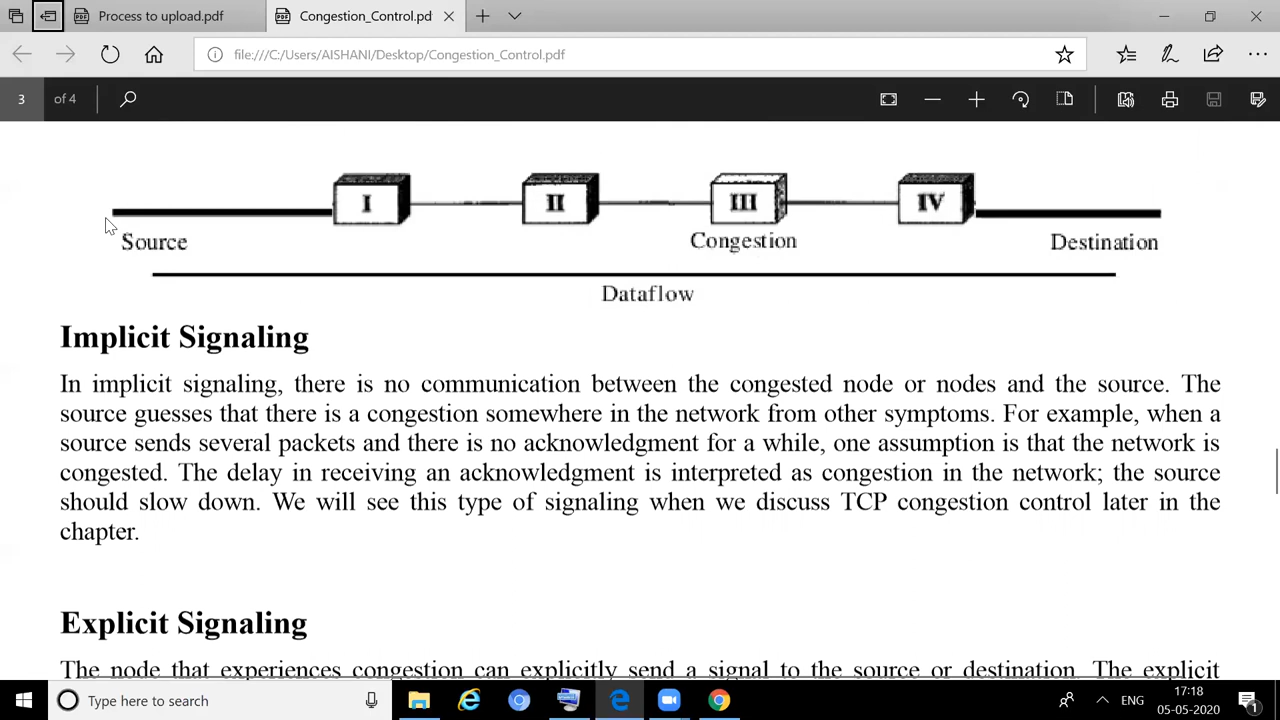 Process to upload.pdf
Congestion_Control.pd
file:///C:/Users/AISHANI/Desktop/Congestion_Control.pdf
3 of 4
I II III IV
Source Congestion Destination
Dataflow
Implicit Signaling
In implicit signaling, there is no communication between the congested node or nodes and the source. The
source guesses that there is a congestion somewhere in the network from other symptoms. For example, when a
source sends several packets and there is no acknowledgment for a while, one assumption is that the network is
congested. The delay in receiving an acknowledgment is interpreted as congestion in the network; the source
should slow down. We will see this type of signaling when we discuss TCP congestion control later in the
chapter.
Explicit Signaling
The node that experiences congestion can explicitly send a signal to the source or destination. The explicit
Type here to search
ENG
17:18
05-05-2020
1